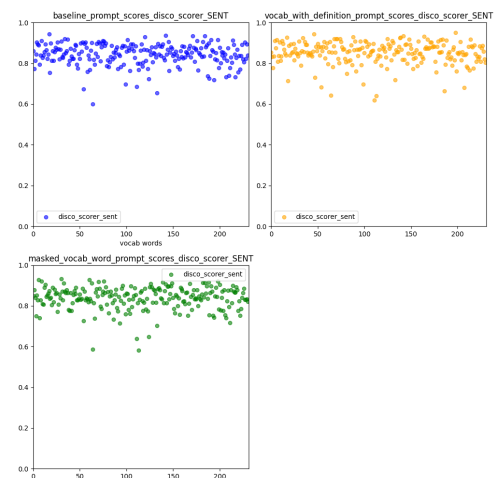 baseline_prompt_scores_disco_scorer_SENT
1.0
0.8
0.6
0.4
0.2
0.0
disco_scorer_sent
0 50 100 150 200
vocab words
vocab_with_definition_prompt_scores_disco_scorer_SENT
1.0
0.8
0.6
0.4
0.2
0.0
disco_scorer_sent
0 50 100 150 200
masked_vocab_word_prompt_scores_disco_scorer_SENT
1.0
disco_scorer_sent
0.8
0.6
0.4
0.2
0.0
0 50 100 150 200